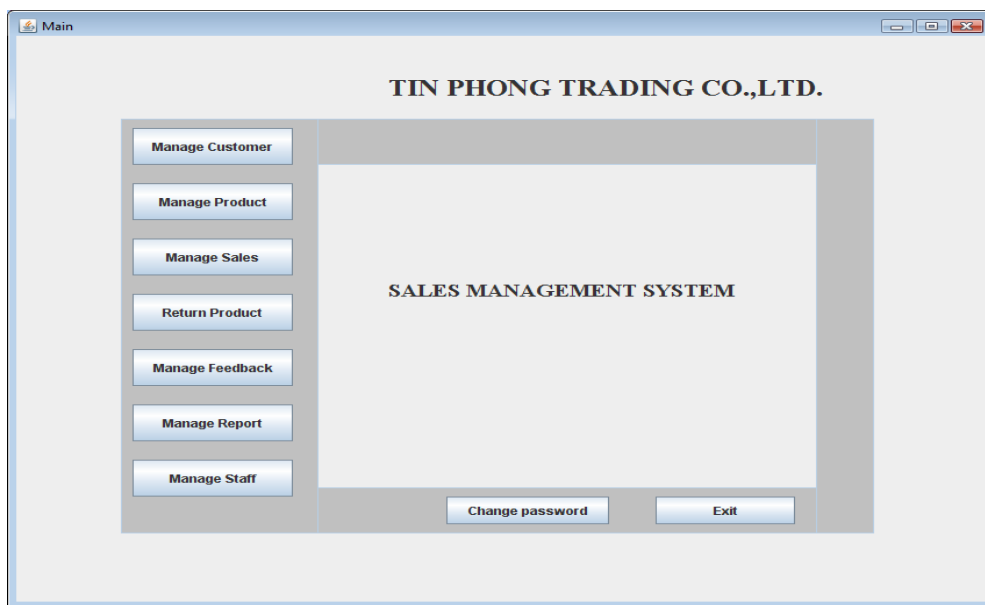 Main
TIN PHONG TRADING CO.,LTD.
Manage Customer
Manage Product
Manage Sales
Return Product
Manage Feedback
Manage Report
Manage Staff
SALES MANAGEMENT SYSTEM
Change password
Exit